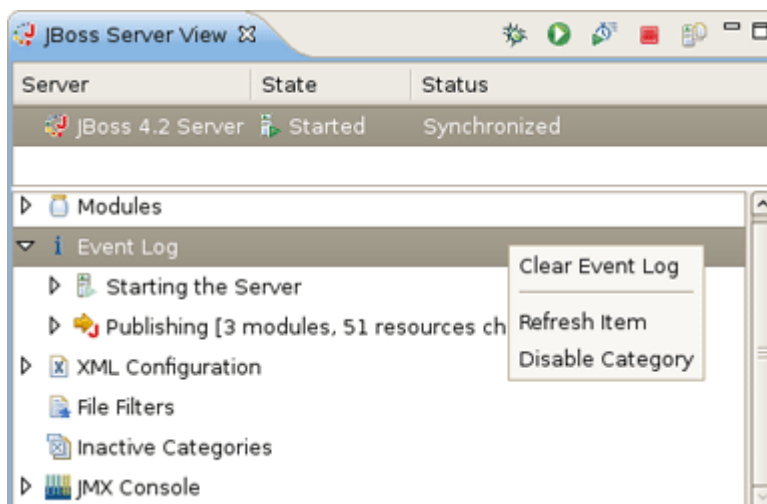 JBoss Server View
Server State Status
JBoss 4.2 Server Started Synchronized
Modules
Event Log
Clear Event Log
Starting the Server
Refresh Item
Publishing [3 modules, 51 resources ch
Disable Category
XML Configuration
File Filters
Inactive Categories
JMX Console